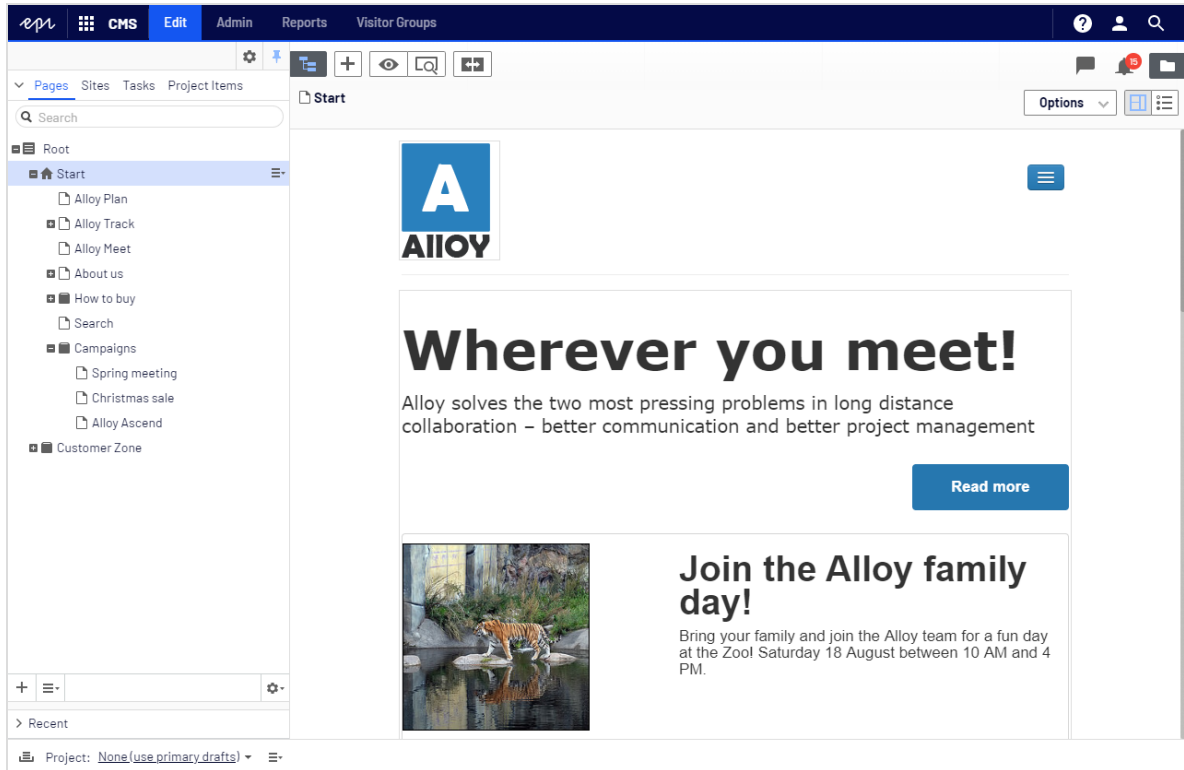 epi CMS Edit Admin Reports Visitor Groups ?
15
Pages Sites Tasks Project Items
Start
Options
Search
Root
Start
Alloy Plan
Alloy Track
Alloy Meet
About us
How to buy
Search
Campaigns
Spring meeting
Christmas sale
Alloy Ascend
Customer Zone
Recent
Project: None (use primary drafts)
A
AllOY
Wherever you meet!
Alloy solves the two most pressing problems in long distance
collaboration – better communication and better project management
Read more
Join the Alloy family
day!
Bring your family and join the Alloy team for a fun day
at the Zoo! Saturday 18 August between 10 AM and 4
PM.